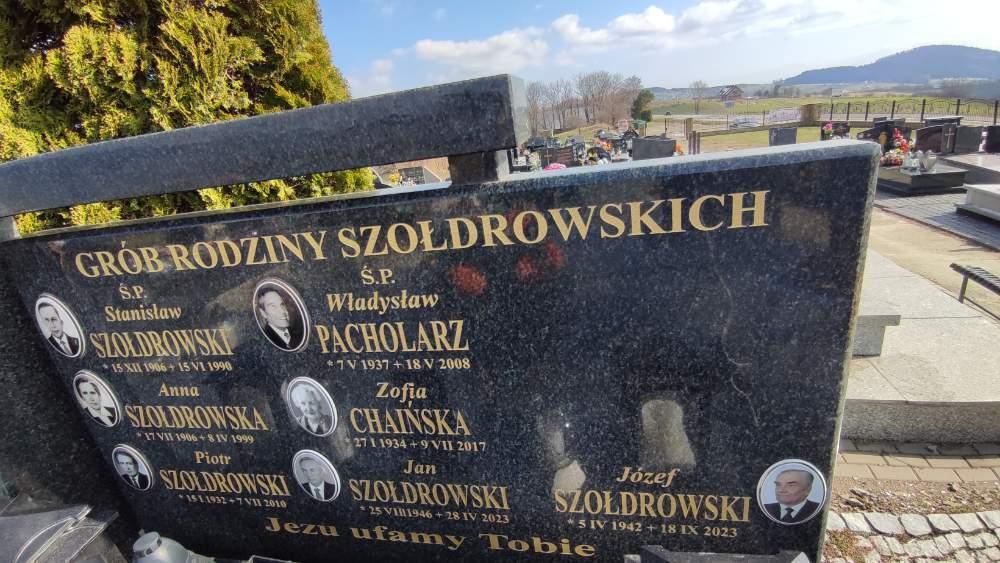 GRÓB RODZINY SZOŁDROWSKICH
Ś.P.
Stanisław
SZOŁDROWSKI
* 15 XII 1906 + 15 VI 1990
Anna
SZOŁDROWSKA
* 17 VII 1906 + 8 IV 1999
Piotr
SZOŁDROWSKI
* 15 I 1932 + 7 VII 2010
Ś.P.
Władysław
PACHOLARZ
* 7 V 1937 + 18 V 2008
Zofia
CHAIŃSKA
27 I 1934 + 9 VII 2017
Jan
SZOŁDROWSKI
* 25 VIII 1946 + 28 IV 2023
Józef
SZOŁDROWSKI
* 5 IV 1942 + 18 IX 2023
Jezu ufamy Tobie